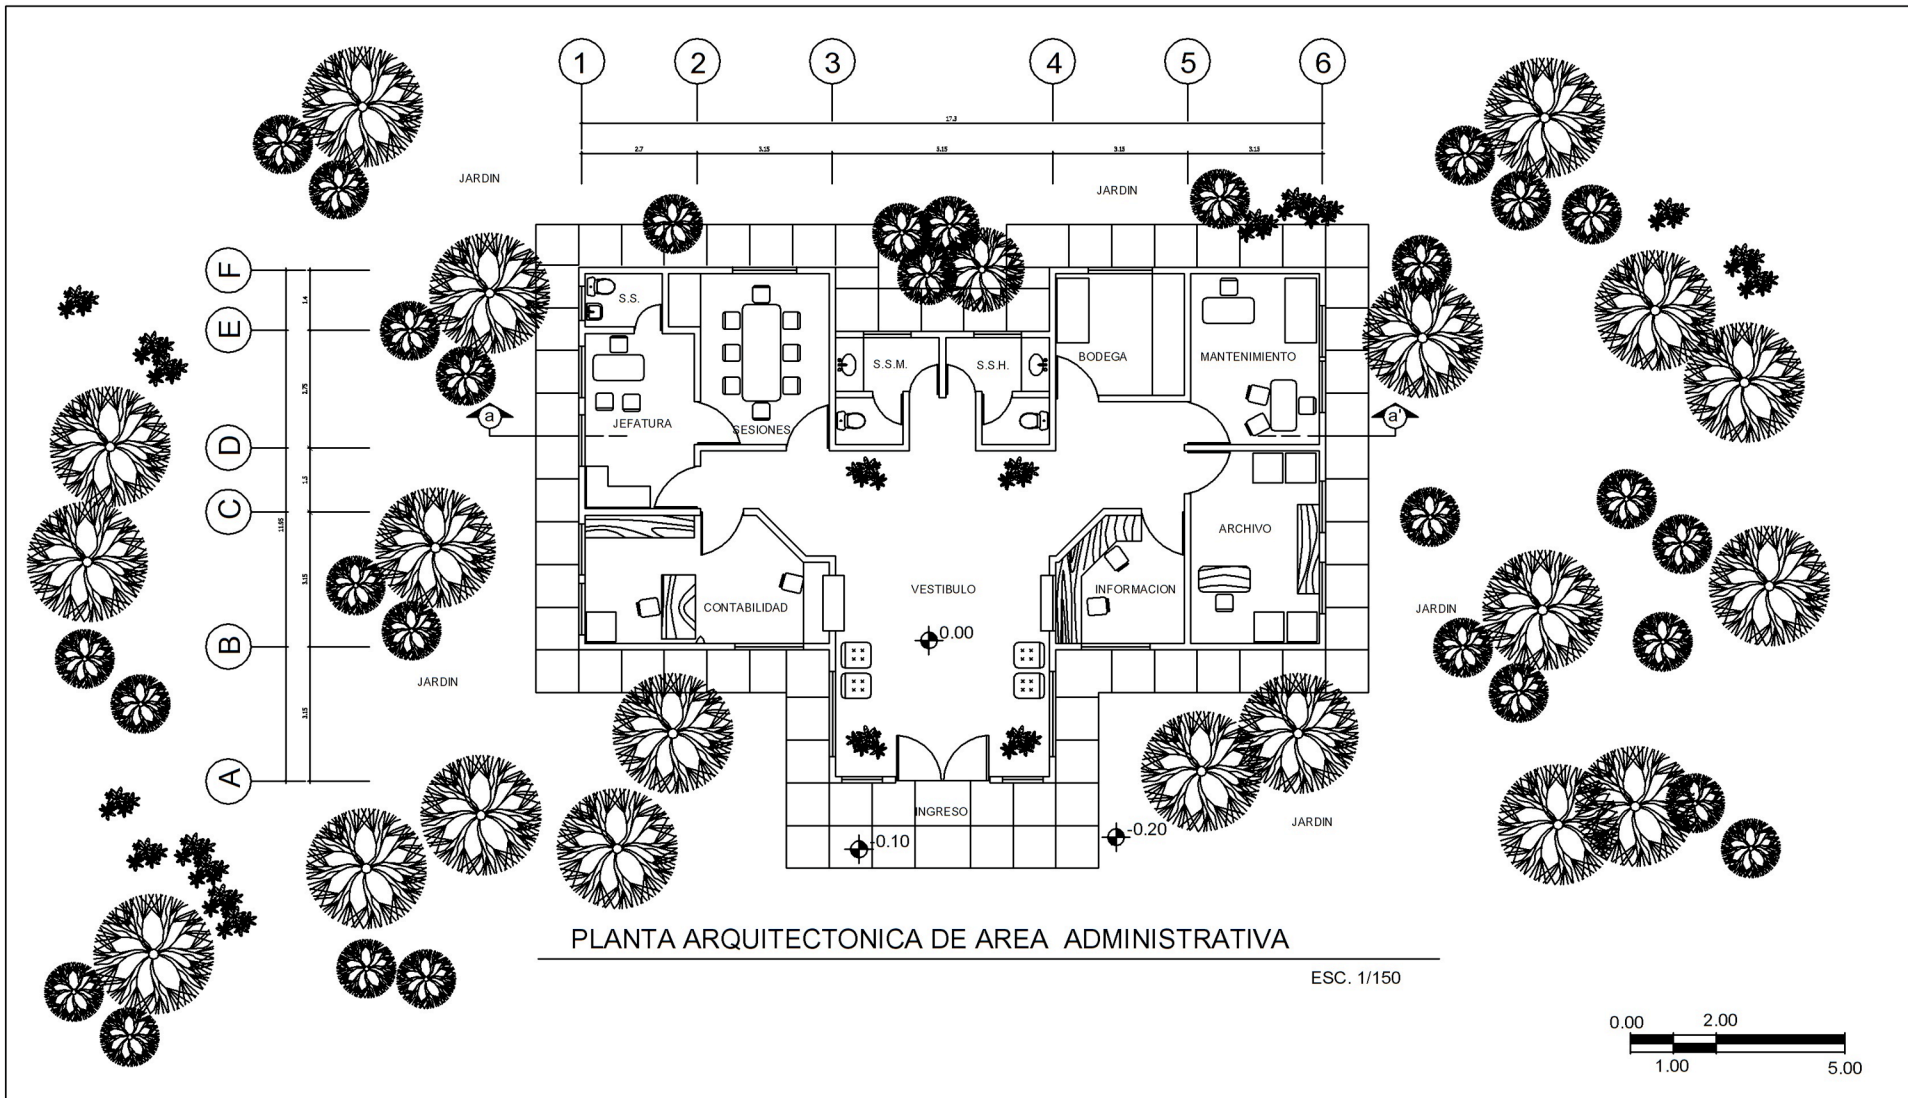 1 2 3 4 5 6
17.3
2.7 3.15 5.15 3.15 3.15
JARDIN
JARDIN
F
E
D
C
B
A
1.4
2.75
1.5
11.95
3.15
3.15
S.S.
S.S.M.
S.S.H.
BODEGA
MANTENIMIENTO
a
a'
JEFATURA
SESIONES
ARCHIVO
CONTABILIDAD
VESTIBULO
INFORMACION
JARDIN
0.00
JARDIN
INGRESO
JARDIN
-0.10
-0.20
PLANTA ARQUITECTONICA DE AREA ADMINISTRATIVA
ESC. 1/150
0.00 2.00
1.00 5.00